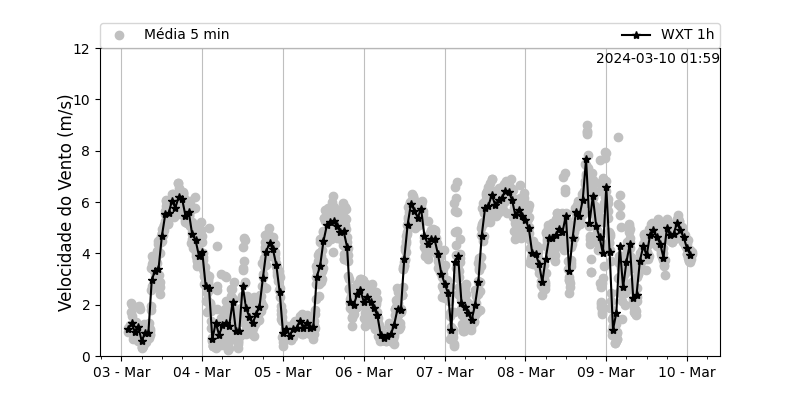 Média 5 min
WXT 1h
2024-03-10 01:59
Velocidade do Vento (m/s)
12
10
8
6
4
2
0
03 - Mar
04 - Mar
05 - Mar
06 - Mar
07 - Mar
08 - Mar
09 - Mar
10 - Mar